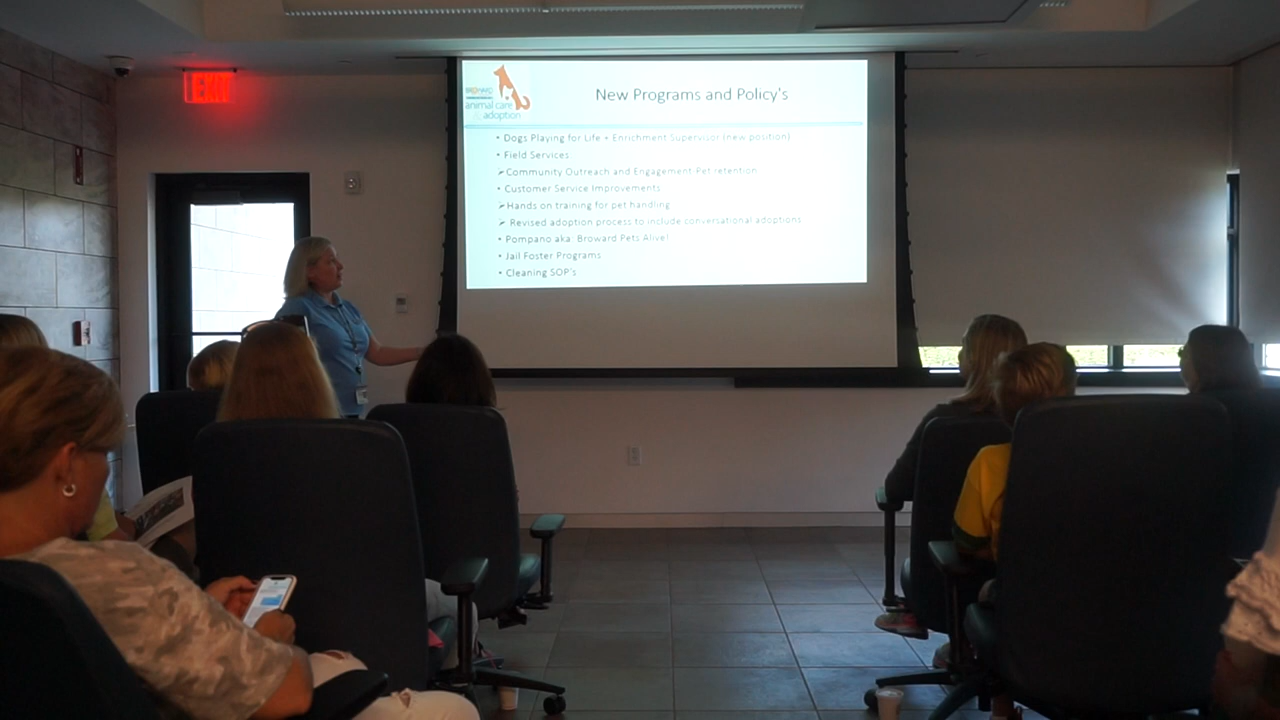 EXIT
BROWARD
animal care
& adoption
New Programs and Policy's
• Dogs Playing for Life + Enrichment Supervisor (new position)
• Field Services
➢Community Outreach and Engagement Pet retention
• Customer Service Improvements
➢Hands on training for pet handling
➢ Revised adoption process to include conversational adoptions
• Pompano aka: Broward Pets Alive!
• Jail Foster Programs
• Cleaning SOP's